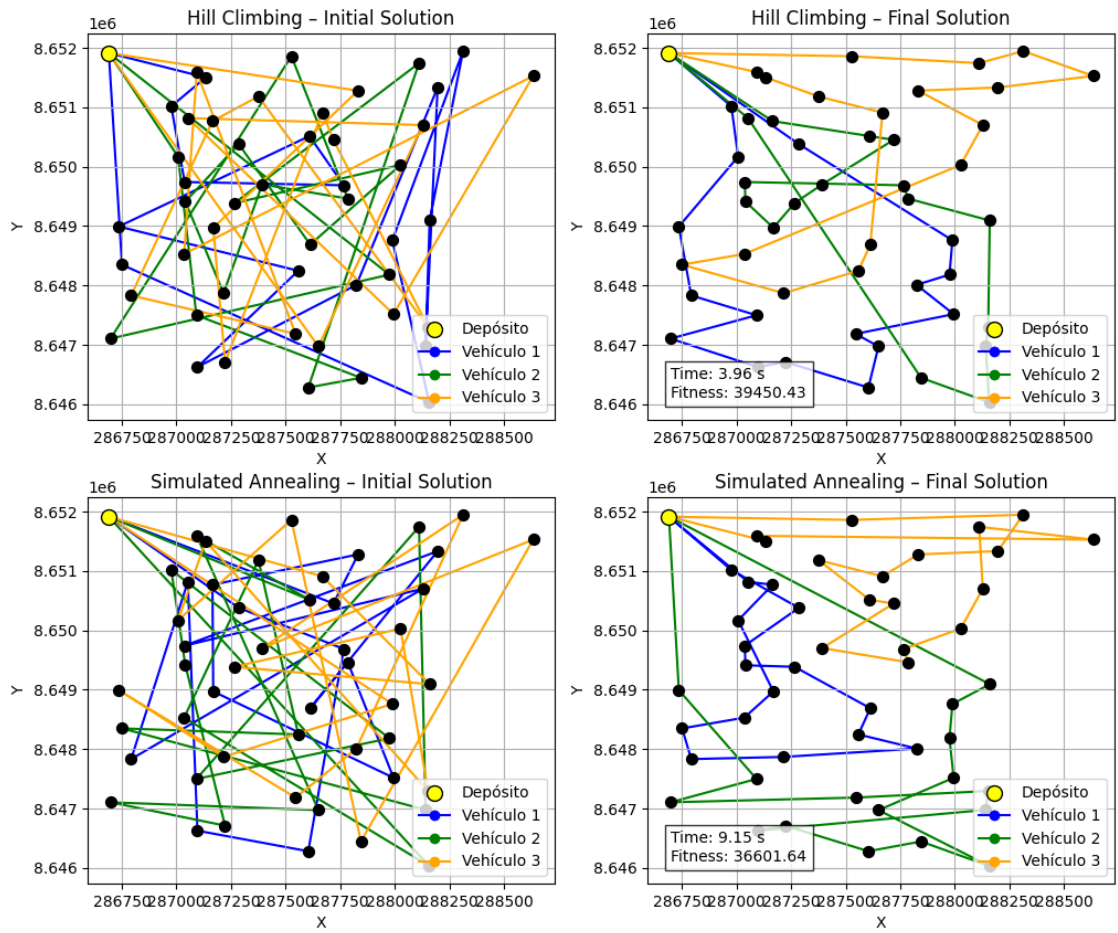 Hill Climbing – Initial Solution
1e6
8.652
8.651
8.650
8.649
8.648
8.647
8.646
Y
286750 287000 287250 287500 287750 288000 288250 288500
X
Depósito
Vehículo 1
Vehículo 2
Vehículo 3
Hill Climbing – Final Solution
1e6
8.652
8.651
8.650
8.649
8.648
8.647
8.646
Y
286750 287000 287250 287500 287750 288000 288250 288500
X
Time: 3.96 s
Fitness: 39450.43
Depósito
Vehículo 1
Vehículo 2
Vehículo 3
Simulated Annealing – Initial Solution
1e6
8.652
8.651
8.650
8.649
8.648
8.647
8.646
Y
286750 287000 287250 287500 287750 288000 288250 288500
X
Depósito
Vehículo 1
Vehículo 2
Vehículo 3
Simulated Annealing – Final Solution
1e6
8.652
8.651
8.650
8.649
8.648
8.647
8.646
Y
286750 287000 287250 287500 287750 288000 288250 288500
X
Time: 9.15 s
Fitness: 36601.64
Depósito
Vehículo 1
Vehículo 2
Vehículo 3